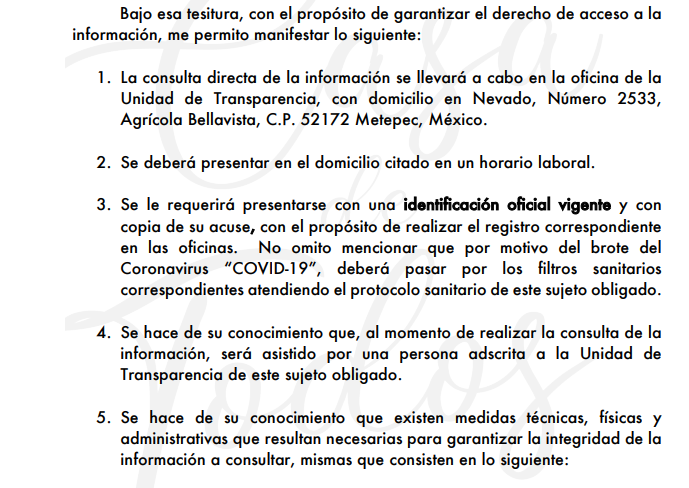 Bajo esa tesitura, con el propósito de garantizar el derecho de acceso a la
información, me permito manifestar lo siguiente:
1. La consulta directa de la información se llevará a cabo en la oficina de la
Unidad de Transparencia, con domicilio en Nevado, Número 2533,
Agrícola Bellavista, C.P. 52172 Metepec, México.
2. Se deberá presentar en el domicilio citado en un horario laboral.
3. Se le requerirá presentarse con una identificación oficial vigente y con
copia de su acuse, con el propósito de realizar el registro correspondiente
en las oficinas. No omito mencionar que por motivo del brote del
Coronavirus “COVID-19”, deberá pasar por los filtros sanitarios
correspondientes atendiendo el protocolo sanitario de este sujeto obligado.
4. Se hace de su conocimiento que, al momento de realizar la consulta de la
información, será asistido por una persona adscrita a la Unidad de
Transparencia de este sujeto obligado.
5. Se hace de su conocimiento que existen medidas técnicas, físicas y
administrativas que resultan necesarias para garantizar la integridad de la
información a consultar, mismas que consisten en lo siguiente:
Casa
de
Todos